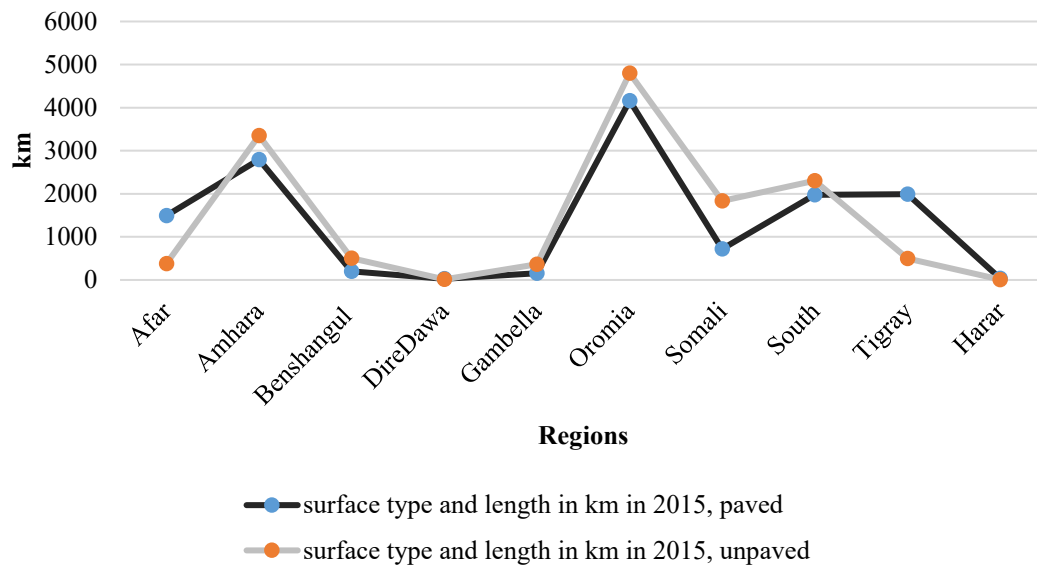 6000
5000
4000
3000
2000
1000
0
km
Afar
Amhara
Benshangul
DireDawa
Gambella
Oromia
Somali
South
Tigray
Harar
Regions
surface type and length in km in 2015, paved
surface type and length in km in 2015, unpaved